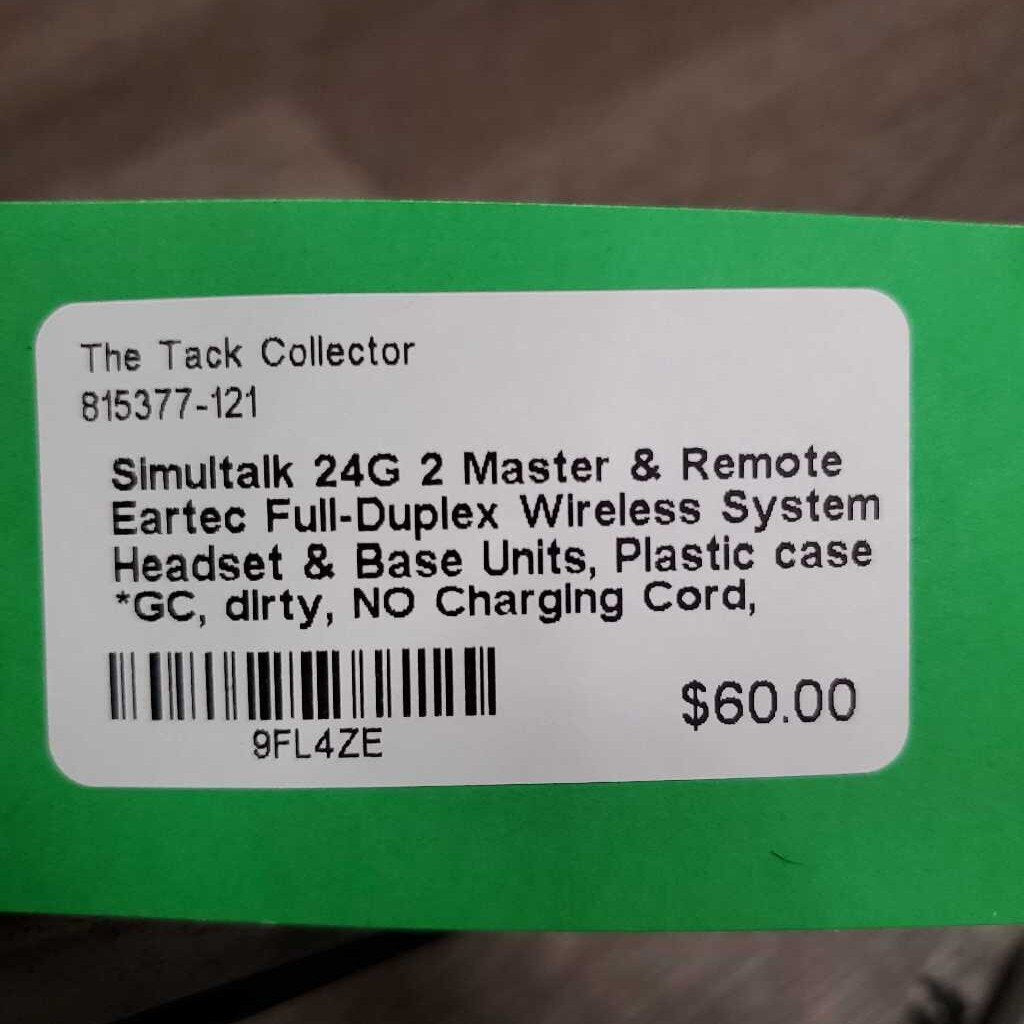 The Tack Collector
815377-121
Simultalk 24G 2 Master & Remote
Eartec Full-Duplex Wireless System
Headset & Base Units, Plastic case
*GC, dirty, NO Charging Cord,
9FL4ZE
$60.00